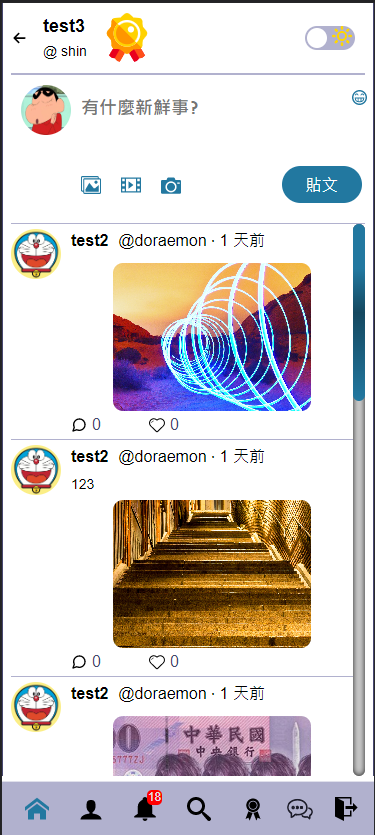 test3
@ shin
有什麼新鮮事?
貼文
test2 @doraemon · 1 天前
0 0
test2 @doraemon · 1 天前
123
0 0
test2 @doraemon · 1 天前
中華民國
中央銀行
18